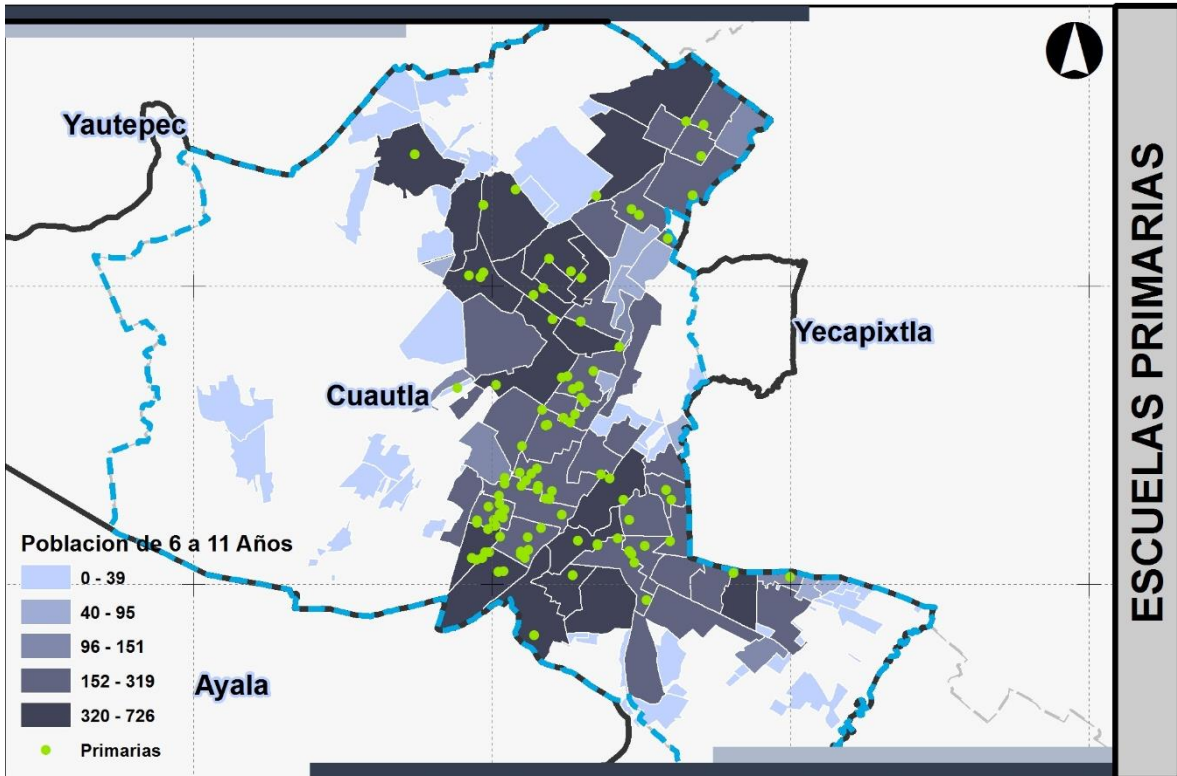 Yautepec
Yecapixtla
Cuautla
Ayala
Poblacion de 6 a 11 Años
0 - 39
40 - 95
96 - 151
152 - 319
320 - 726
Primarias
ESCUELAS PRIMARIAS